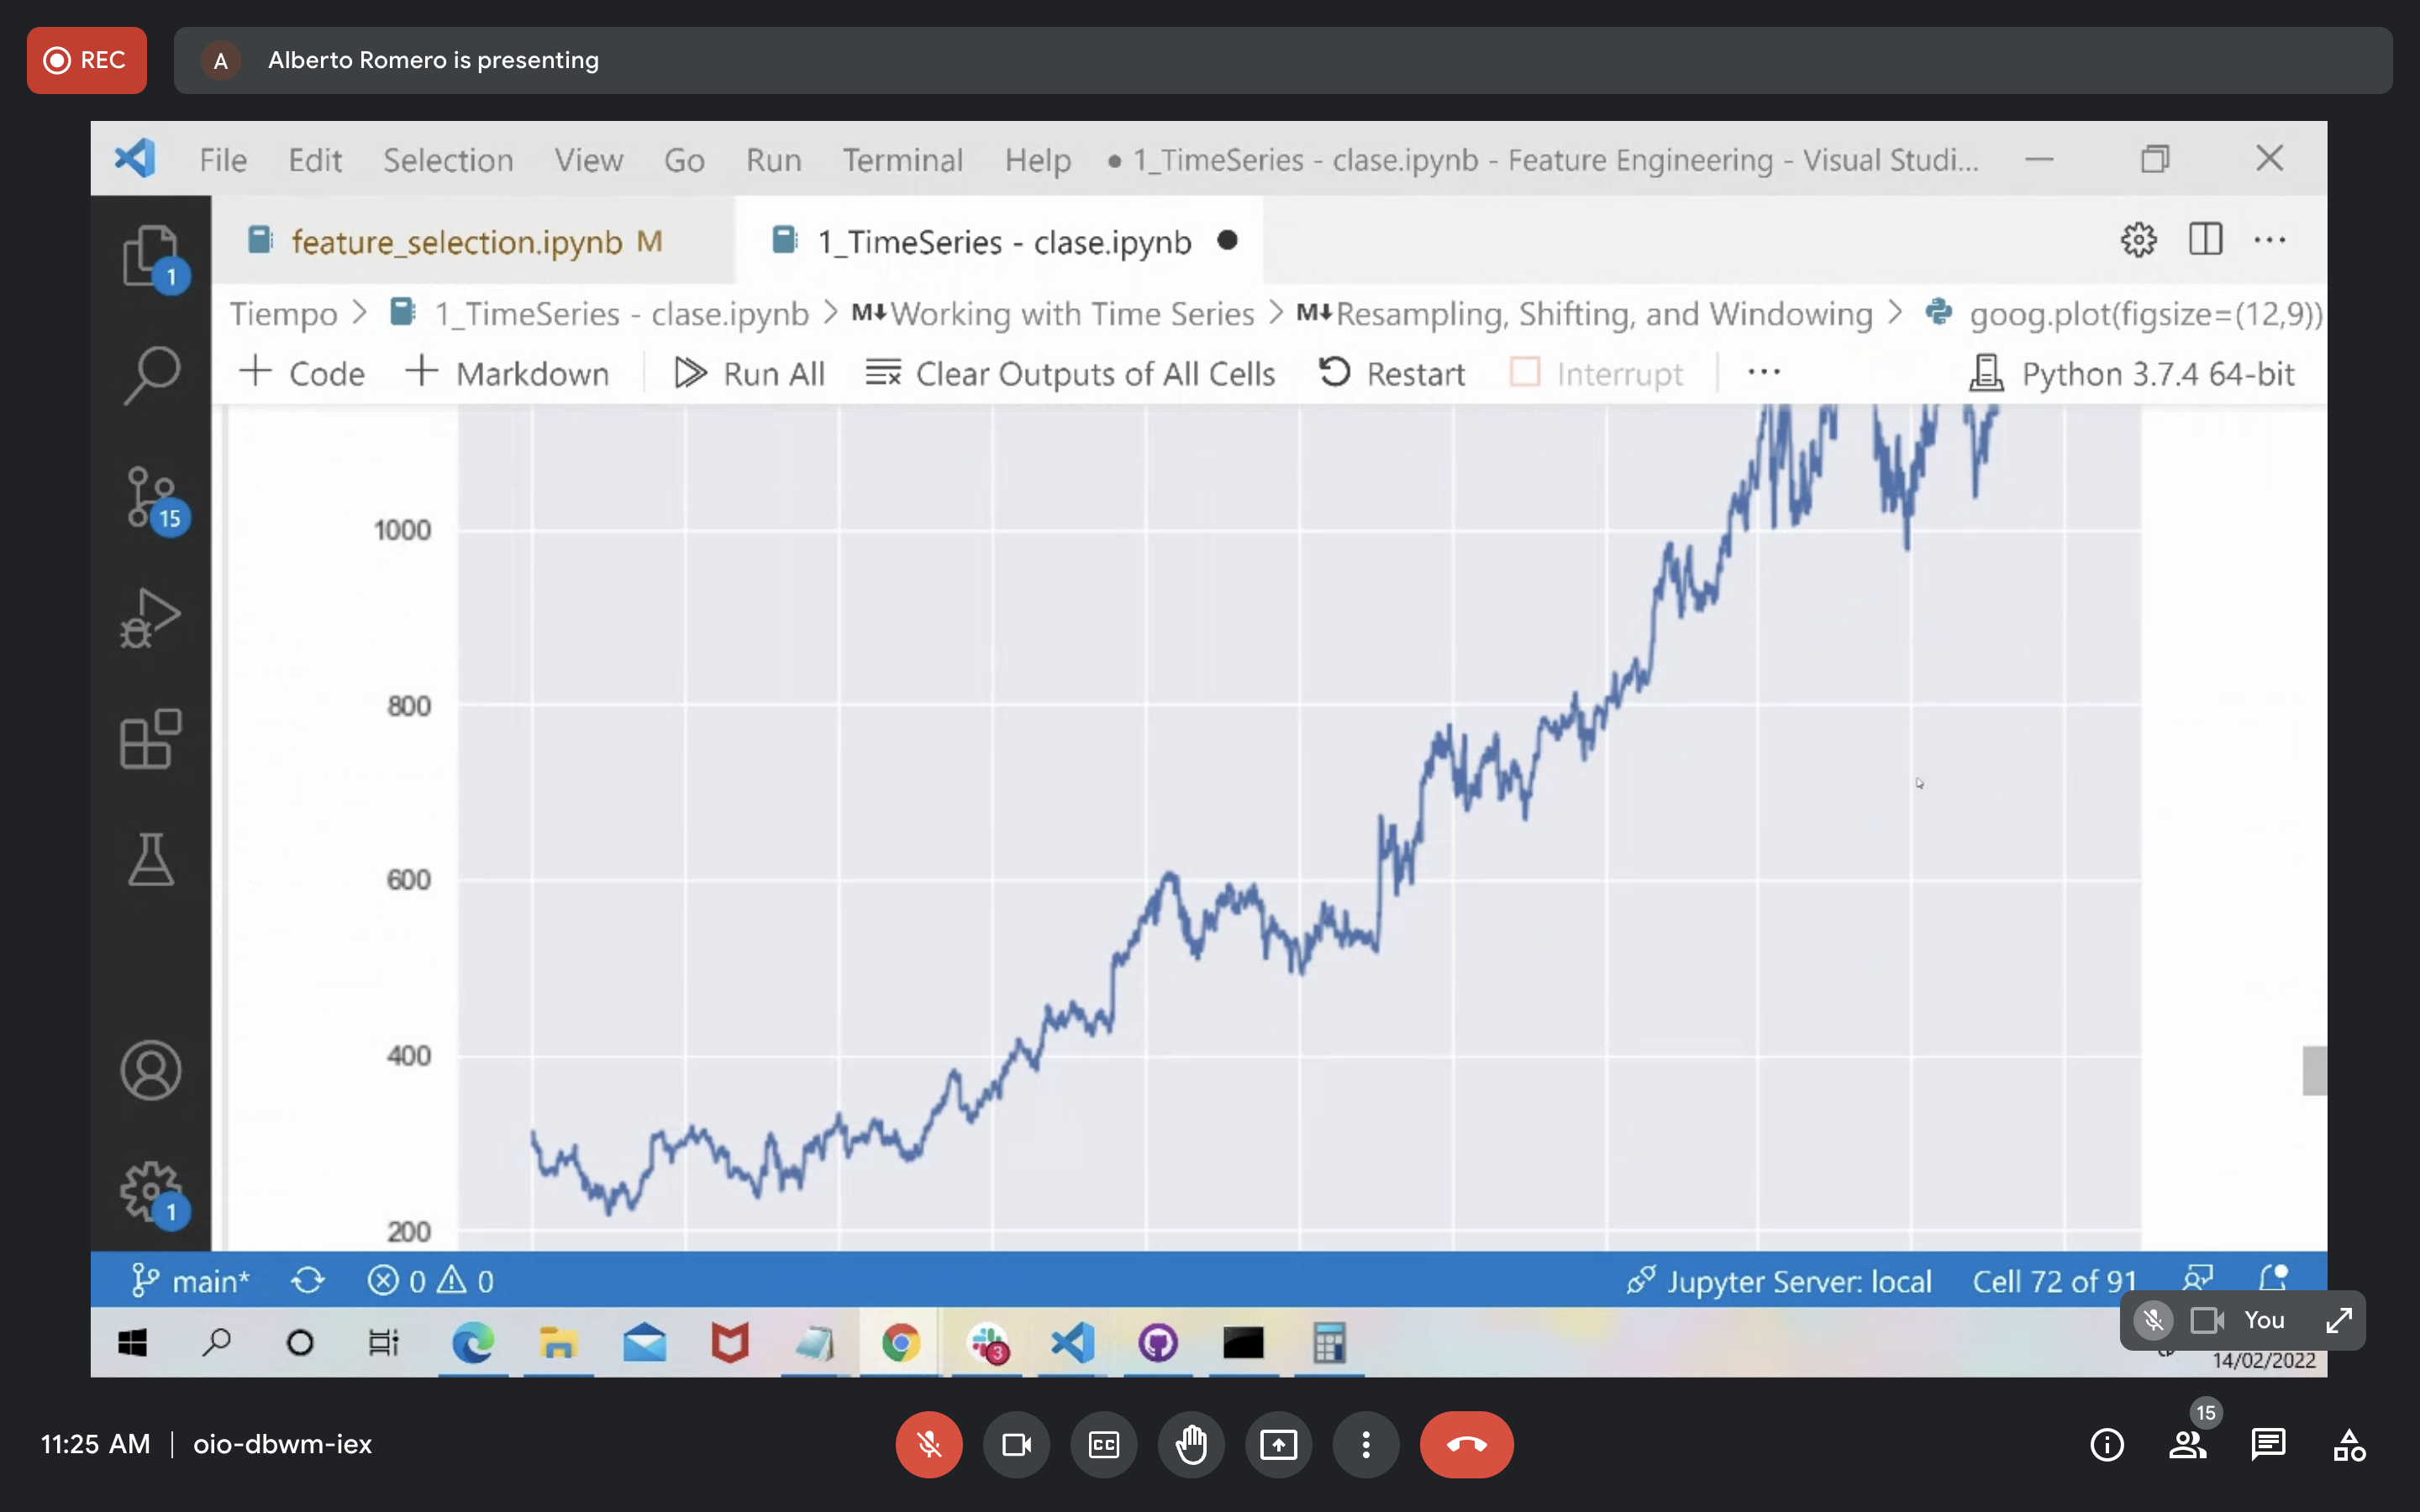 REC
A Alberto Romero is presenting
File Edit Selection View Go Run Terminal Help ● 1_TimeSeries - clase.ipynb - Feature Engineering - Visual Studi...
feature_selection.ipynb M 1_TimeSeries - clase.ipynb ●
1
Tiempo > 1_TimeSeries - clase.ipynb > M↓Working with Time Series > M↓Resampling, Shifting, and Windowing > goog.plot(figsize=(12,9))
+ Code + Markdown Run All Clear Outputs of All Cells Restart Interrupt ... Python 3.7.4 64-bit
15
1000
800
600
400
200
1
main* 0 0 Jupyter Server: local Cell 72 of 91
3
You
14/02/2022
11:25 AM | oio-dbwm-iex
CC
15